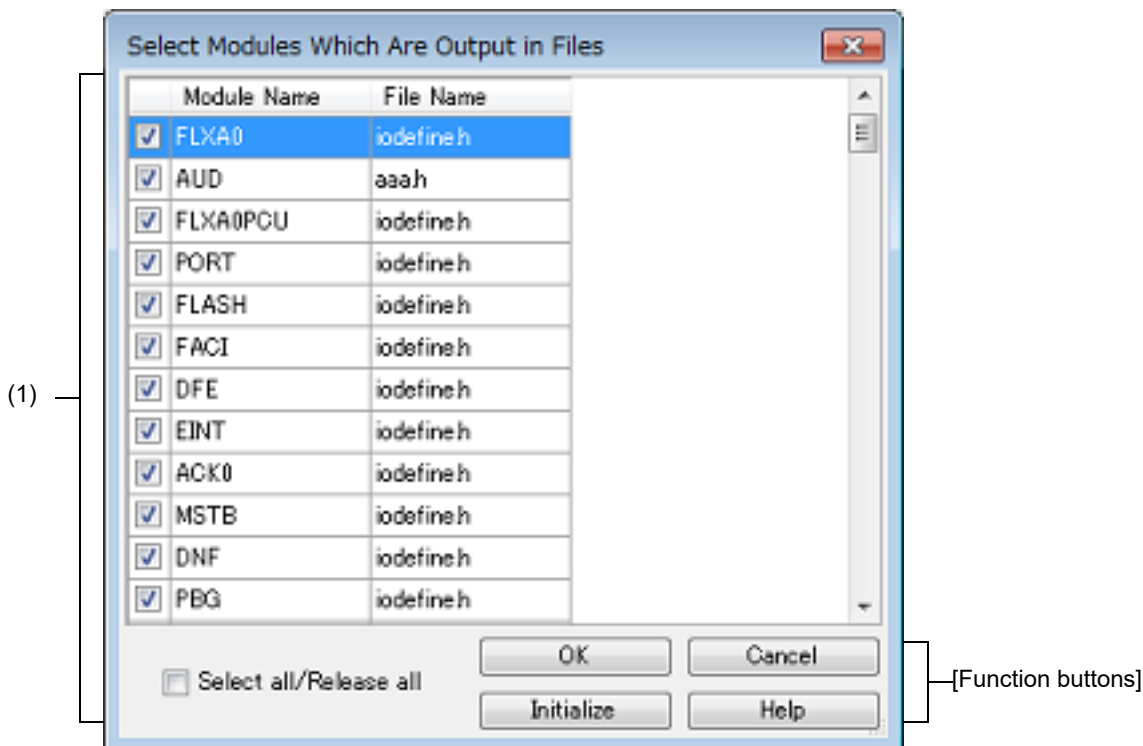 Select Modules Which Are Output in Files
Module Name File Name
FLXA0 iodefine.h
AUD aaa.h
FLXA0PCU iodefine.h
PORT iodefine.h
FLASH iodefine.h
FACI iodefine.h
(1)
DFE iodefine.h
EINT iodefine.h
ACK0 iodefine.h
MSTB iodefine.h
DNF iodefine.h
PBG iodefine.h
OK Cancel
Select all/Release all
[Function buttons]
Initialize Help